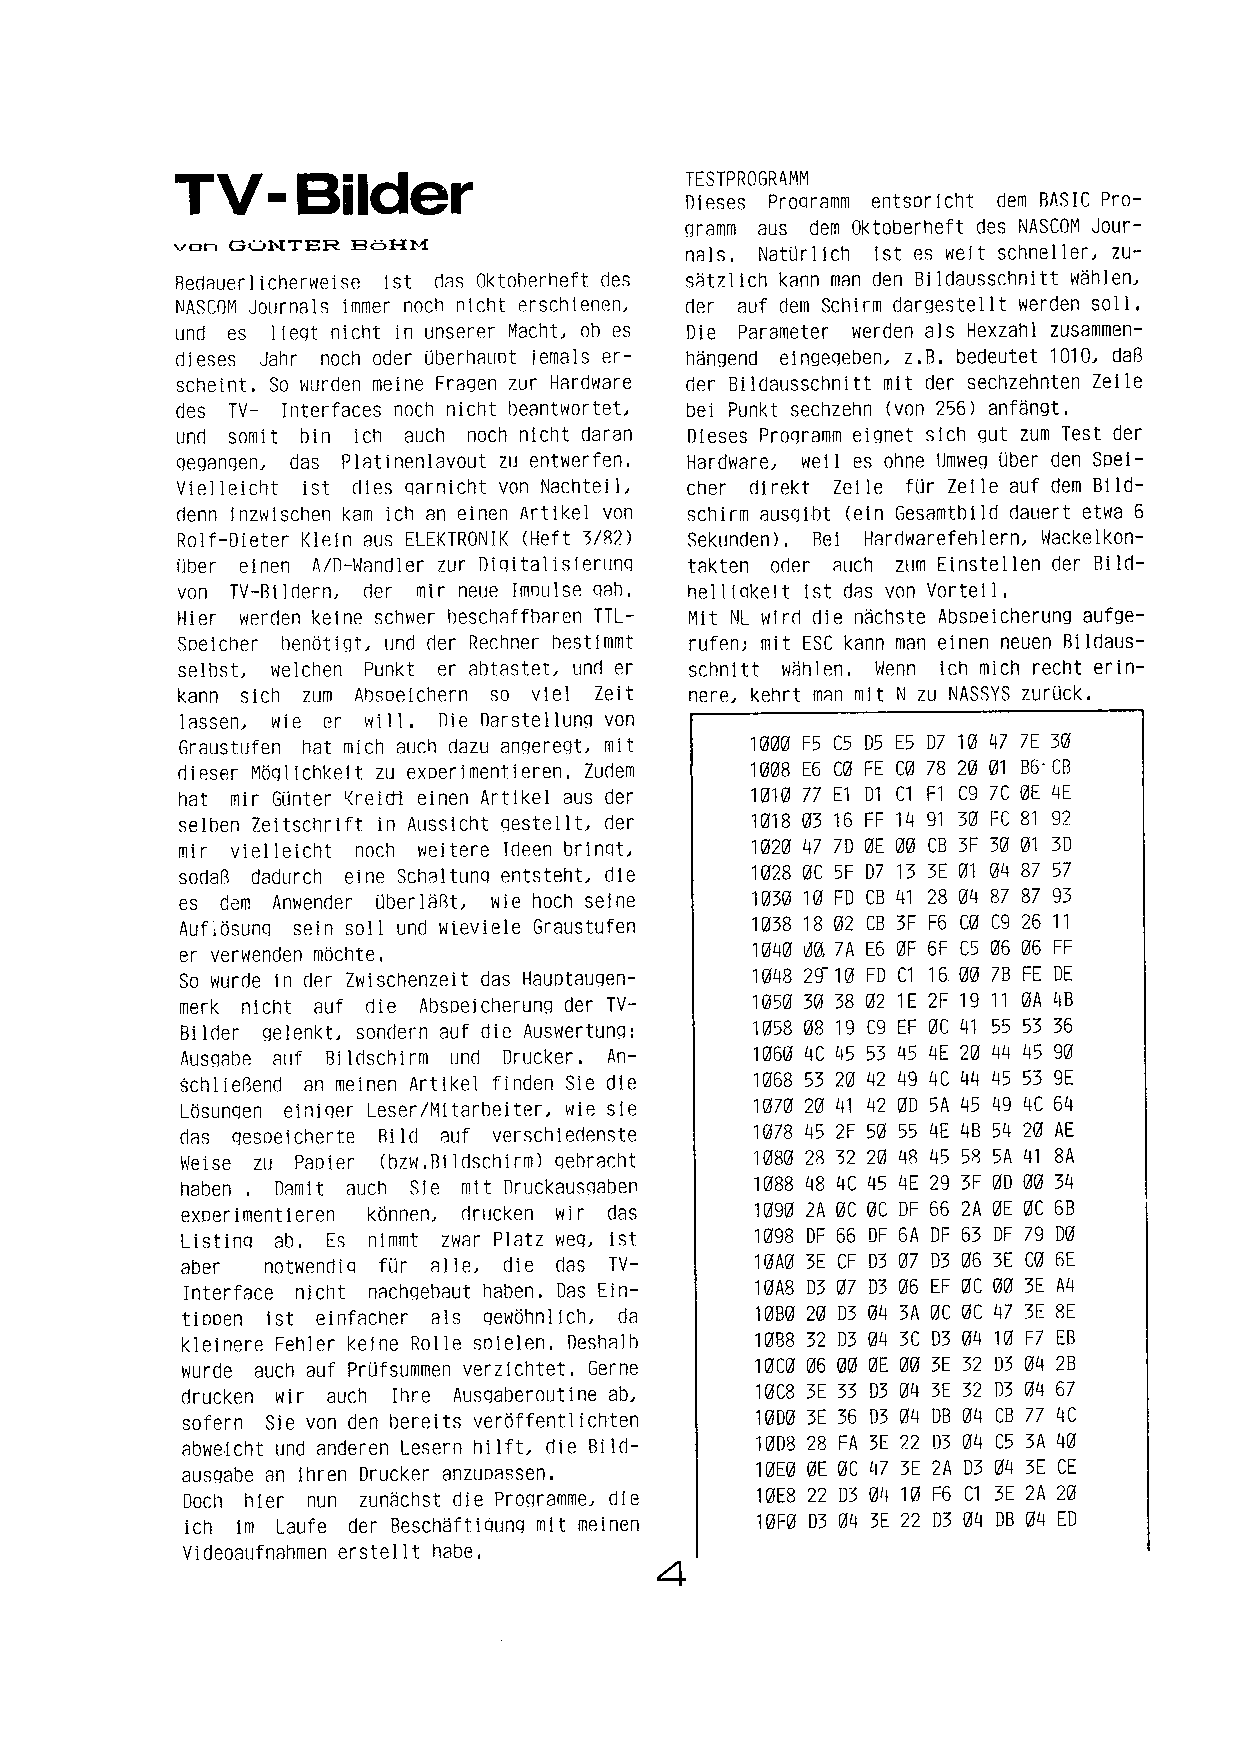 TV-Bilder
von GÜNTER BÖHM
Bedauerlicherweise ist das Oktoberheft des
NASCOM Journals immer noch nicht erschienen,
und es liegt nicht in unserer Macht, ob es
dieses Jahr noch oder überhaupt jemals er-
scheint. So wurden meine Fragen zur Hardware
des TV- Interfaces noch nicht beantwortet,
und somit bin ich auch noch nicht daran
gegangen, das Platinenlayout zu entwerfen.
Vielleicht ist dies garnicht von Nachteil,
denn inzwischen kam ich an einen Artikel von
Rolf-Dieter Klein aus ELEKTRONIK (Heft 3/82)
über einen A/D-Wandler zur Digitalisierung
von TV-Bildern, der mir neue Impulse gab.
Hier werden keine schwer beschaffbaren TTL-
Speicher benötigt, und der Rechner bestimmt
selbst, welchen Punkt er abtastet, und er
kann sich zum Abspeichern so viel Zeit
lassen, wie er will. Die Darstellung von
Graustufen hat mich auch dazu angeregt, mit
dieser Möglichkeit zu experimentieren. Zudem
hat mir Günter Kreidl einen Artikel aus der
selben Zeitschrift in Aussicht gestellt, der
mir vielleicht noch weitere Ideen bringt,
sodaß dadurch eine Schaltung entsteht, die
es dem Anwender überläßt, wie hoch seine
Auflösung sein soll und wieviele Graustufen
er verwenden möchte.
So wurde in der Zwischenzeit das Hauptaugen-
merk nicht auf die Abspeicherung der TV-
Bilder gelenkt, sondern auf die Auswertung:
Ausgabe auf Bildschirm und Drucker. An-
schließend an meinen Artikel finden Sie die
Lösungen einiger Leser/Mitarbeiter, wie sie
das gespeicherte Bild auf verschiedenste
Weise zu Papier (bzw.Bildschirm) gebracht
haben . Damit auch Sie mit Druckausgaben
experimentieren können, drucken wir das
Listing ab. Es nimmt zwar Platz weg, ist
aber notwendig für alle, die das TV-
Interface nicht nachgebaut haben. Das Ein-
tippen ist einfacher als gewöhnlich, da
kleinere Fehler keine Rolle spielen. Deshalb
wurde auch auf Prüfsummen verzichtet. Gerne
drucken wir auch Ihre Ausgaberoutine ab,
sofern Sie von den bereits veröffentlichten
abweicht und anderen Lesern hilft, die Bild-
ausgabe an ihren Drucker anzupassen.
Doch hier nun zunächst die Programme, die
ich im Laufe der Beschäftigung mit meinen
Videoaufnahmen erstellt habe.
TESTPROGRAMM
Dieses Programm entspricht dem BASIC Pro-
gramm aus dem Oktoberheft des NASCOM Jour-
nals. Natürlich ist es weit schneller, zu-
sätzlich kann man den Bildausschnitt wählen,
der auf dem Schirm dargestellt werden soll.
Die Parameter werden als Hexzahl zusammen-
hängend eingegeben, z.B. bedeutet 1010, daß
der Bildausschnitt mit der sechzehnten Zeile
bei Punkt sechzehn (von 256) anfängt.
Dieses Programm eignet sich gut zum Test der
Hardware, weil es ohne Umweg über den Spei-
cher direkt Zeile für Zeile auf dem Bild-
schirm ausgibt (ein Gesamtbild dauert etwa 6
Sekunden). Bei Hardwarefehlern, Wackelkon-
takten oder auch zum Einstellen der Bild-
helligkeit ist das von Vorteil.
Mit NL wird die nächste Abspeicherung aufge-
rufen; mit ESC kann man einen neuen Bildaus-
schnitt wählen. Wenn ich mich recht erin-
nere, kehrt man mit N zu NASSYS zurück.
1000 F5 C5 D5 E5 D7 10 47 7E 30
1008 E6 C0 FE C0 78 20 01 B6 CB
1010 77 E1 D1 C1 F1 C9 7C 0E 4E
1018 03 16 FF 14 91 30 FC 81 92
1020 47 7D 0E 00 CB 3F 30 01 3D
1028 0C 5F D7 13 3E 01 04 87 57
1030 10 FD CB 41 28 04 87 87 93
1038 18 02 CB 3F F6 C0 C9 26 11
1040 00 7A E6 0F 6F C5 06 06 FF
1048 29 10 FD C1 16 00 7B FE DE
1050 30 38 02 1E 2F 19 11 0A 4B
1058 08 19 C9 EF 0C 41 55 53 36
1060 4C 45 53 45 4E 20 44 45 90
1068 53 20 42 49 4C 44 45 53 9E
1070 20 41 42 0D 5A 45 49 4C 64
1078 45 2F 50 55 4E 4B 54 20 AE
1080 28 32 20 48 45 58 5A 41 8A
1088 48 4C 45 4E 29 3F 0D 00 34
1090 2A 0C 0C DF 66 2A 0E 0C 6B
1098 DF 66 DF 6A DF 63 DF 79 D0
10A0 3E CF D3 07 D3 06 3E C0 6E
10A8 D3 07 D3 06 EF 0C 00 3E A4
10B0 20 D3 04 3A 0C 0C 47 3E 8E
10B8 32 D3 04 3C D3 04 10 F7 EB
10C0 06 00 0E 00 3E 32 D3 04 2B
10C8 3E 33 D3 04 3E 32 D3 04 67
10D0 3E 36 D3 04 DB 04 CB 77 4C
10D8 28 FA 3E 22 D3 04 C5 3A 40
10E0 0E 0C 47 3E 2A D3 04 3E CE
10E8 22 D3 04 10 F6 C1 3E 2A 20
10F0 D3 04 3E 22 D3 04 DB 04 ED
4